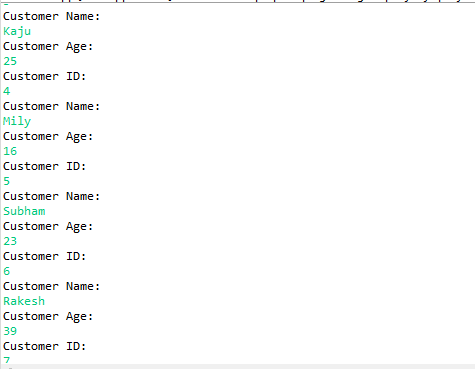 Customer Name:
Kaju
Customer Age:
25
Customer ID:
4
Customer Name:
Mily
Customer Age:
16
Customer ID:
5
Customer Name:
Subham
Customer Age:
23
Customer ID:
6
Customer Name:
Rakesh
Customer Age:
39
Customer ID:
7